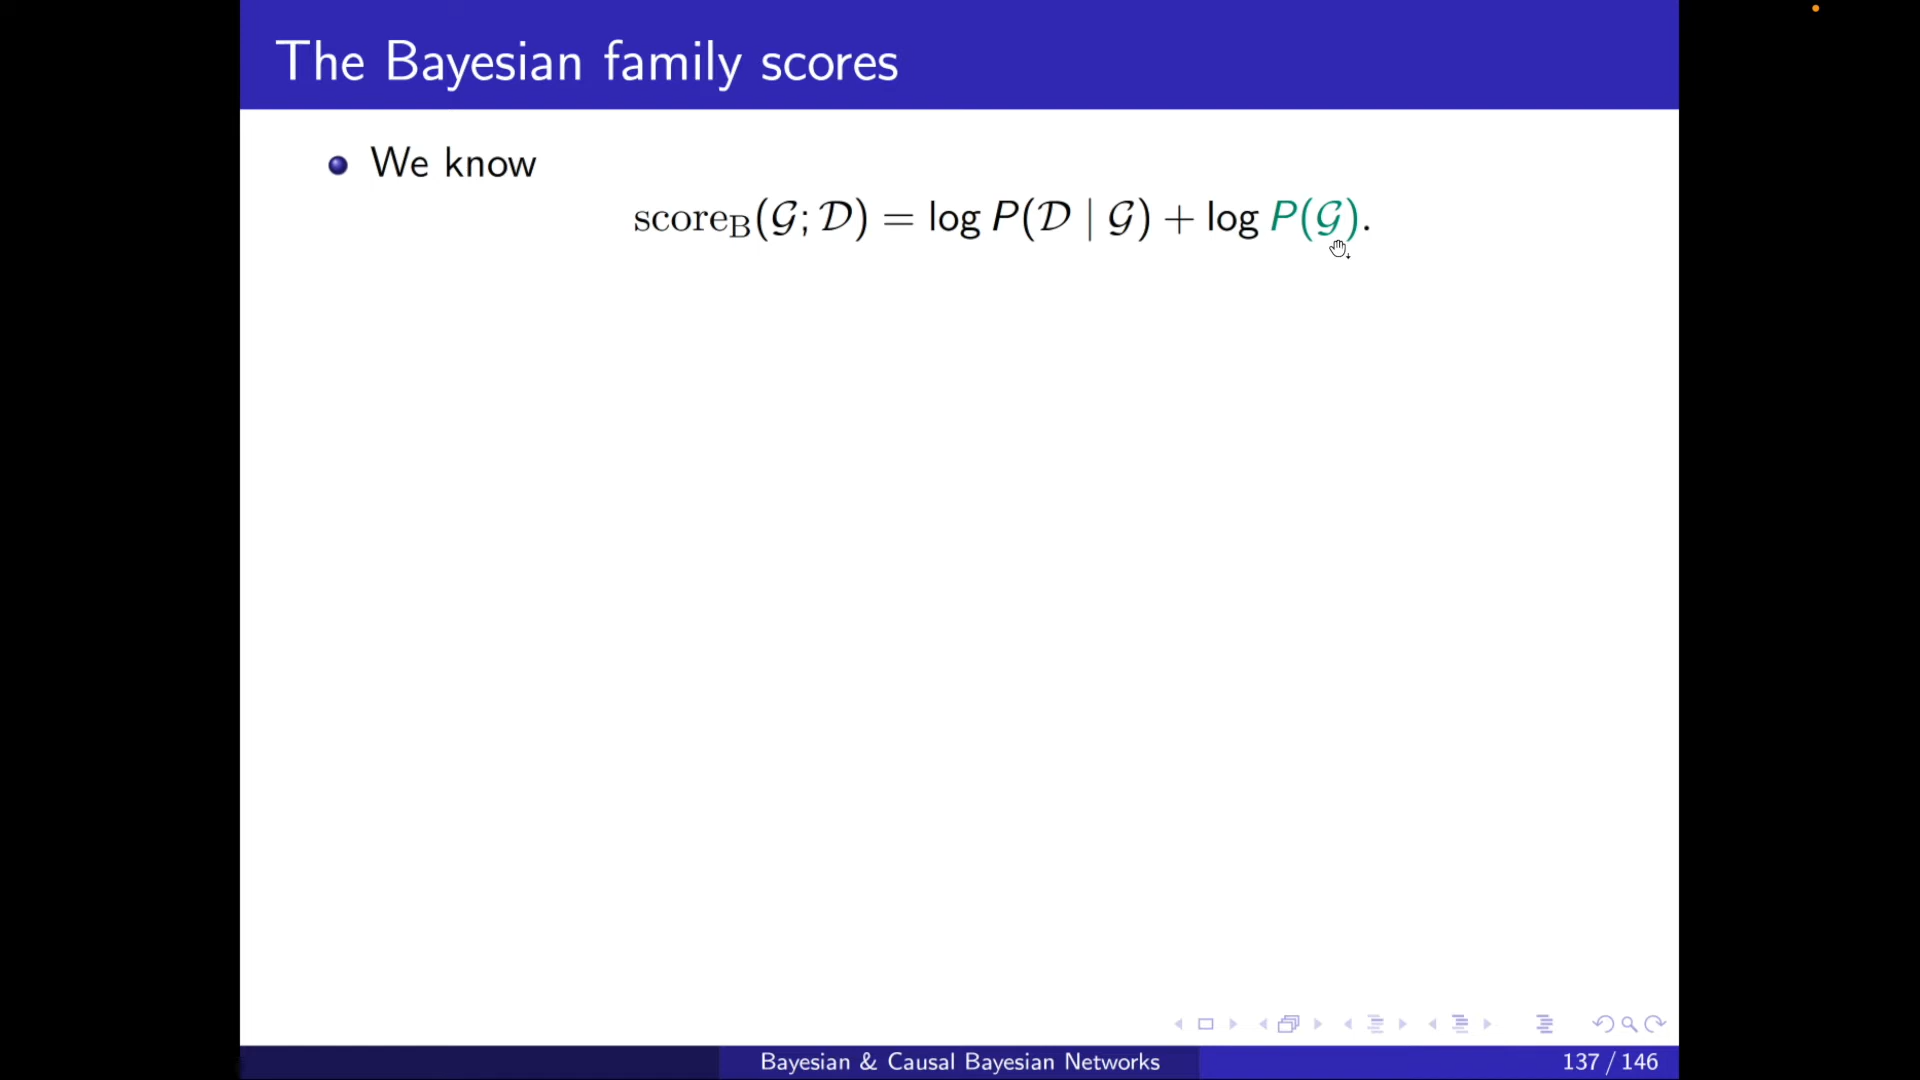 The Bayesian family scores
We know
score_B(𝒢; 𝒟) = log P(𝒟 | 𝒢) + log P(𝒢).
Bayesian & Causal Bayesian Networks
137 / 146